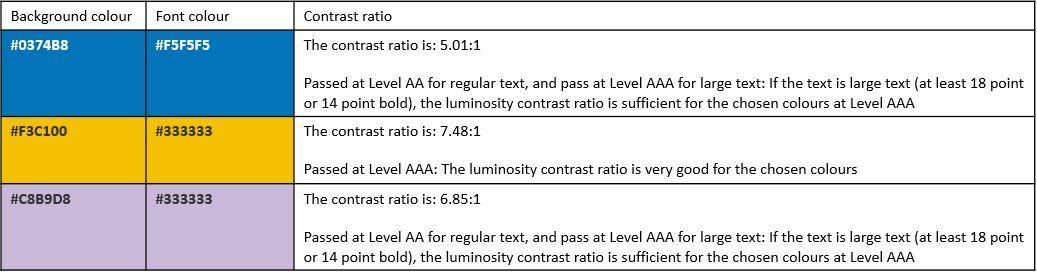 Background colour Font colour Contrast ratio
#0374B8 #F5F5F5 The contrast ratio is: 5.01:1
Passed at Level AA for regular text, and pass at Level AAA for large text: If the text is large text (at least 18 point
or 14 point bold), the luminosity contrast ratio is sufficient for the chosen colours at Level AAA
#F3C100 #333333 The contrast ratio is: 7.48:1
Passed at Level AAA: The luminosity contrast ratio is very good for the chosen colours
#C8B9D8 #333333 The contrast ratio is: 6.85:1
Passed at Level AA for regular text, and pass at Level AAA for large text: If the text is large text (at least 18 point
or 14 point bold), the luminosity contrast ratio is sufficient for the chosen colours at Level AAA